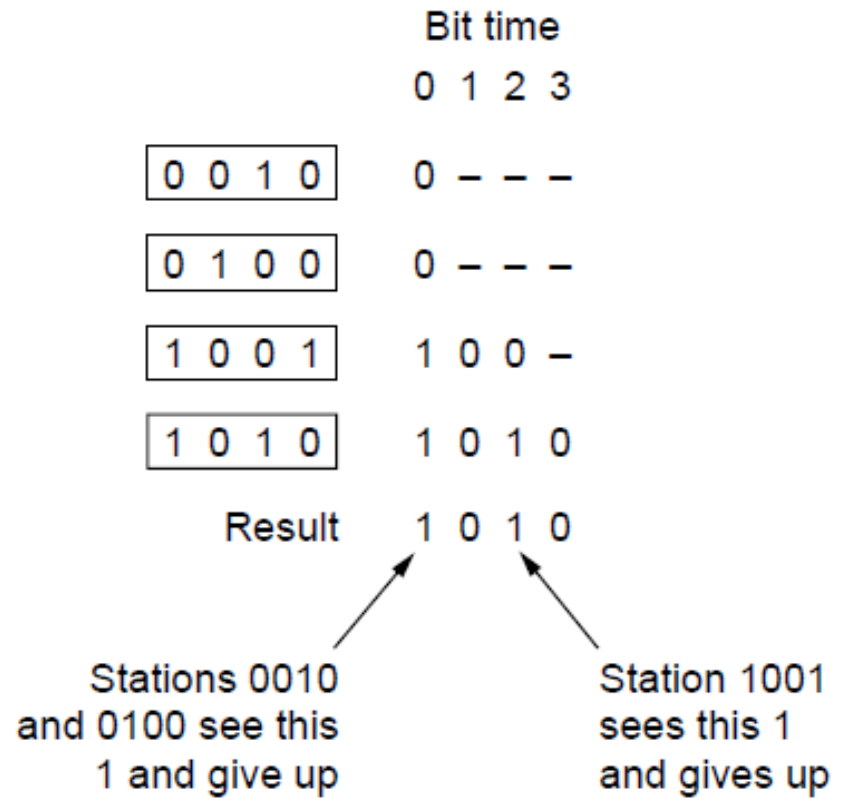 Bit time
0 1 2 3
0 0 1 0 0 – – –
0 1 0 0 0 – – –
1 0 0 1 1 0 0 –
1 0 1 0 1 0 1 0
Result 1 0 1 0
Stations 0010
and 0100 see this
1 and give up
Station 1001
sees this 1
and gives up